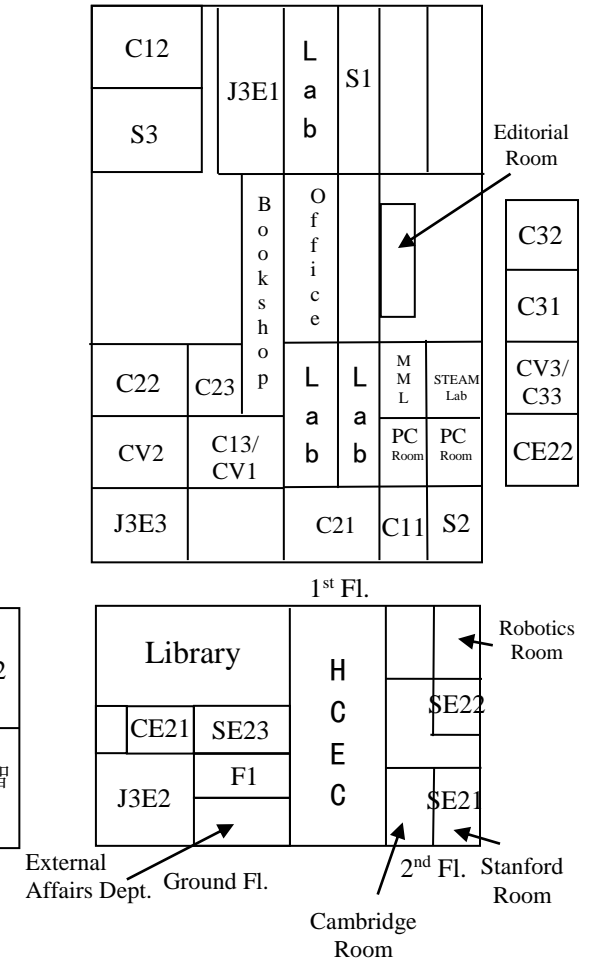 C12
L
a
b
J3E1
S1
S3
Editorial
Room
B
o
o
k
s
h
o
p
O
f
f
i
c
e
C32
C31
C22
C23
L
a
b
L
a
b
M
M
L
STEAM
Lab
CV3/
C33
CV2
C13/
CV1
PC
Room
PC
Room
CE22
J3E3
C21
C11
S2
1st Fl.
Library
H
C
E
C
Robotics
Room
2
SE22
CE21
SE23
F1
J3E2
SE21
External
Affairs Dept.
Ground Fl.
2nd Fl.
Stanford
Room
Cambridge
Room